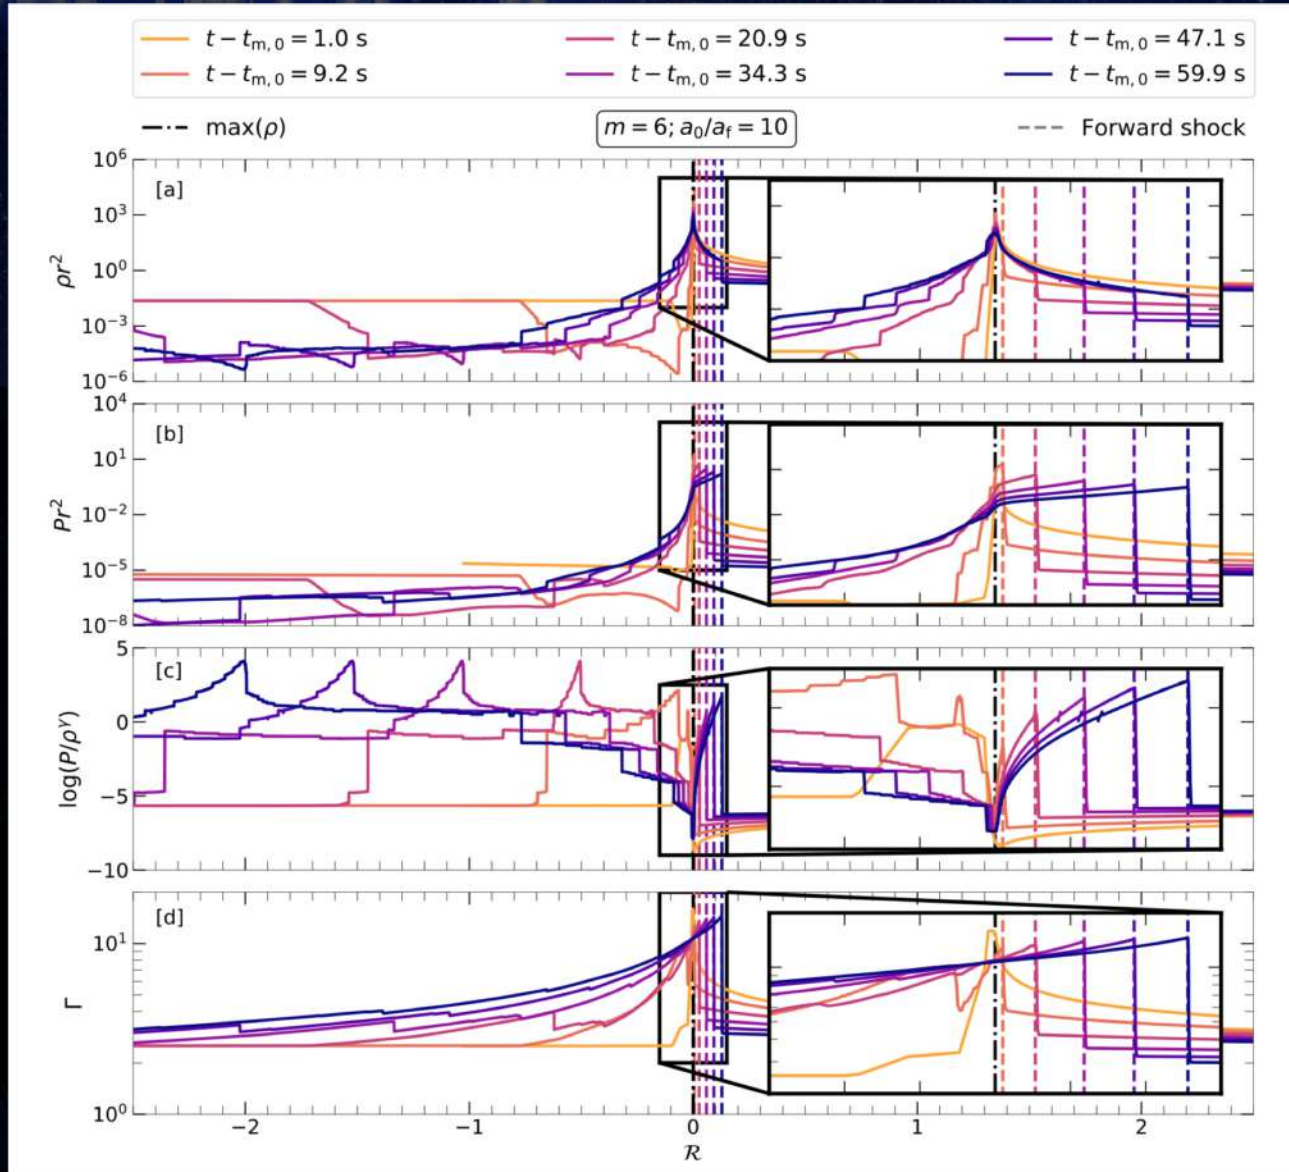 t − t_m, 0 = 1.0 s t − t_m, 0 = 20.9 s t − t_m, 0 = 47.1 s
t − t_m, 0 = 9.2 s t − t_m, 0 = 34.3 s t − t_m, 0 = 59.9 s
max(ρ) m = 6; a_0/a_f = 10 Forward shock
10^6
[a]
10^3
ρr^2
10^0
10^−3
10^−6
10^4
[b]
10^1
Pr^2
10^−2
10^−5
10^−8
5
[c]
0
log(P/ρ^γ)
−5
−10
[d]
10^1
Γ
10^0
−2 −1 0 1 2
ℛ